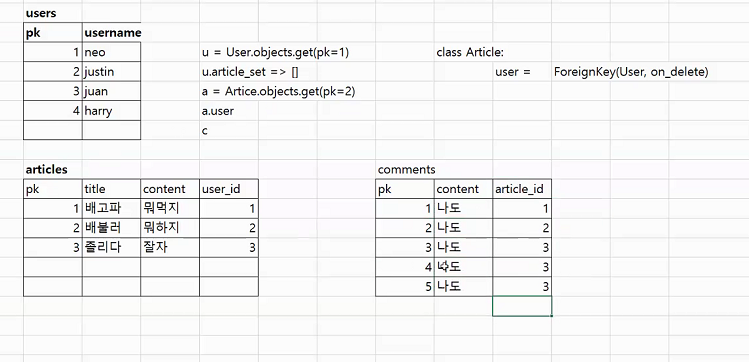 users
pk username
1 neo u = User.objects.get(pk=1) class Article:
2 justin u.article_set => [] user = ForeignKey(User, on_delete)
3 juan a = Artice.objects.get(pk=2)
4 harry a.user
c
articles comments
pk title content user_id pk content article_id
1 배고파 뭐먹지 1 1 나도 1
2 배불러 뭐하지 2 2 나도 2
3 졸리다 잘자 3 3 나도 3
4 나도 3
5 나도 3